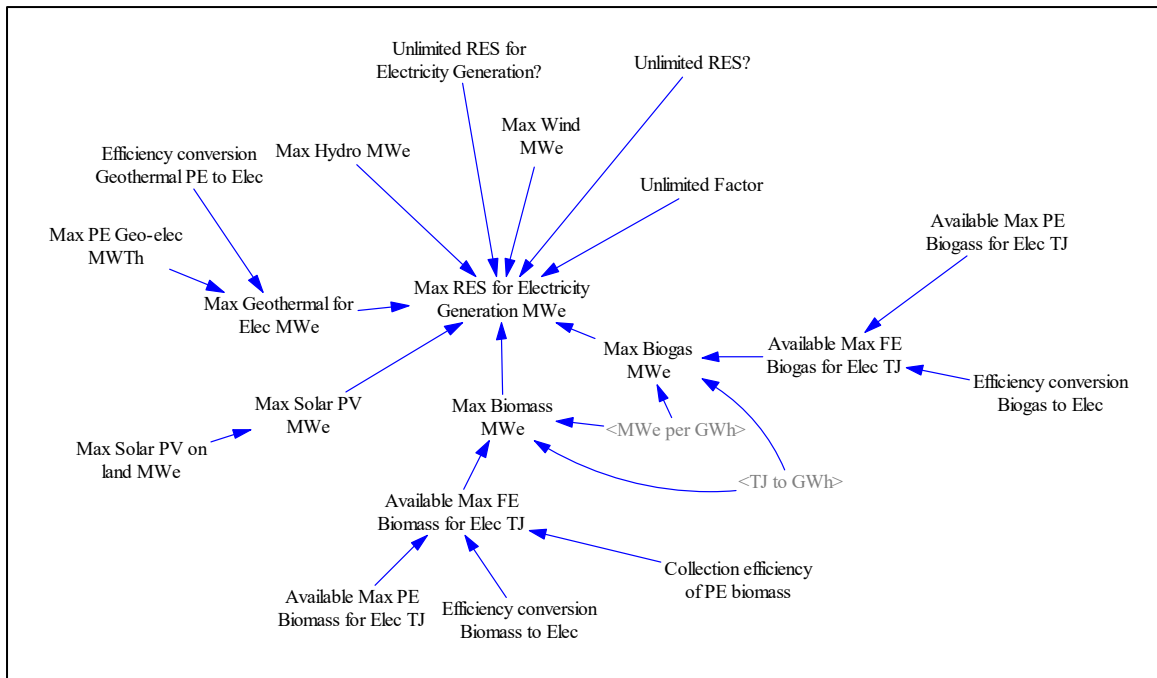 Unlimited RES for
Electricity Generation?
Unlimited RES?
Max Wind
MWe
Max Hydro MWe
Efficiency conversion
Geothermal PE to Elec
Unlimited Factor
Available Max PE
Biogass for Elec TJ
Max PE Geo-elec
MWTh
Max Geothermal for
Elec MWe
Max RES for Electricity
Generation MWe
Max Biogas
MWe
Available Max FE
Biogas for Elec TJ
Efficiency conversion
Biogas to Elec
Max Solar PV
MWe
Max Biomass
MWe
<MWe per GWh>
Max Solar PV on
land MWe
<TJ to GWh>
Available Max FE
Biomass for Elec TJ
Collection efficiency
of PE biomass
Available Max PE
Biomass for Elec TJ
Efficiency conversion
Biomass to Elec